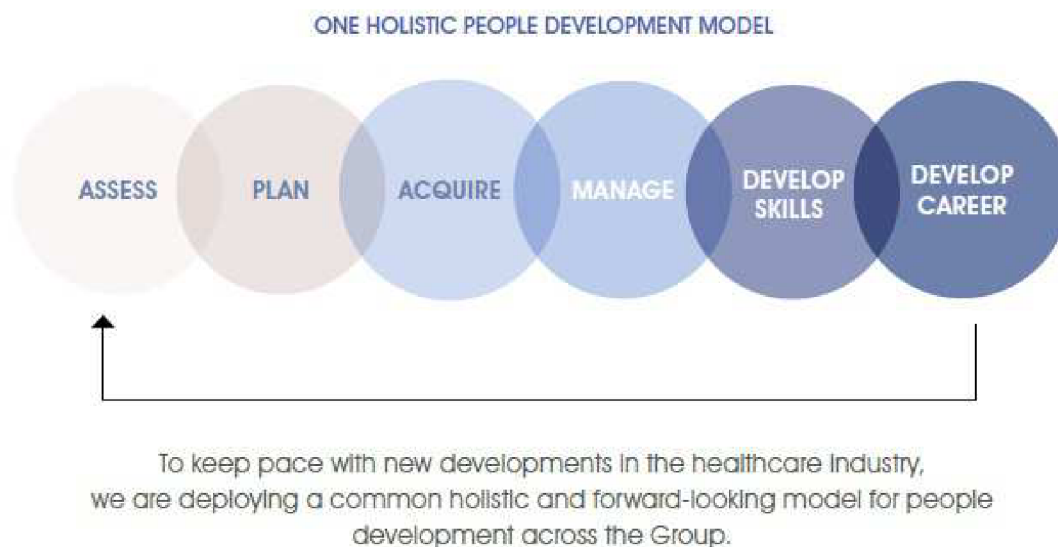 ONE HOLISTIC PEOPLE DEVELOPMENT MODEL
ASSESS
PLAN
ACQUIRE
MANAGE
DEVELOP
SKILLS
DEVELOP
CAREER
To keep pace with new developments in the healthcare industry,
we are deploying a common holistic and forward-looking model for people
development across the Group.